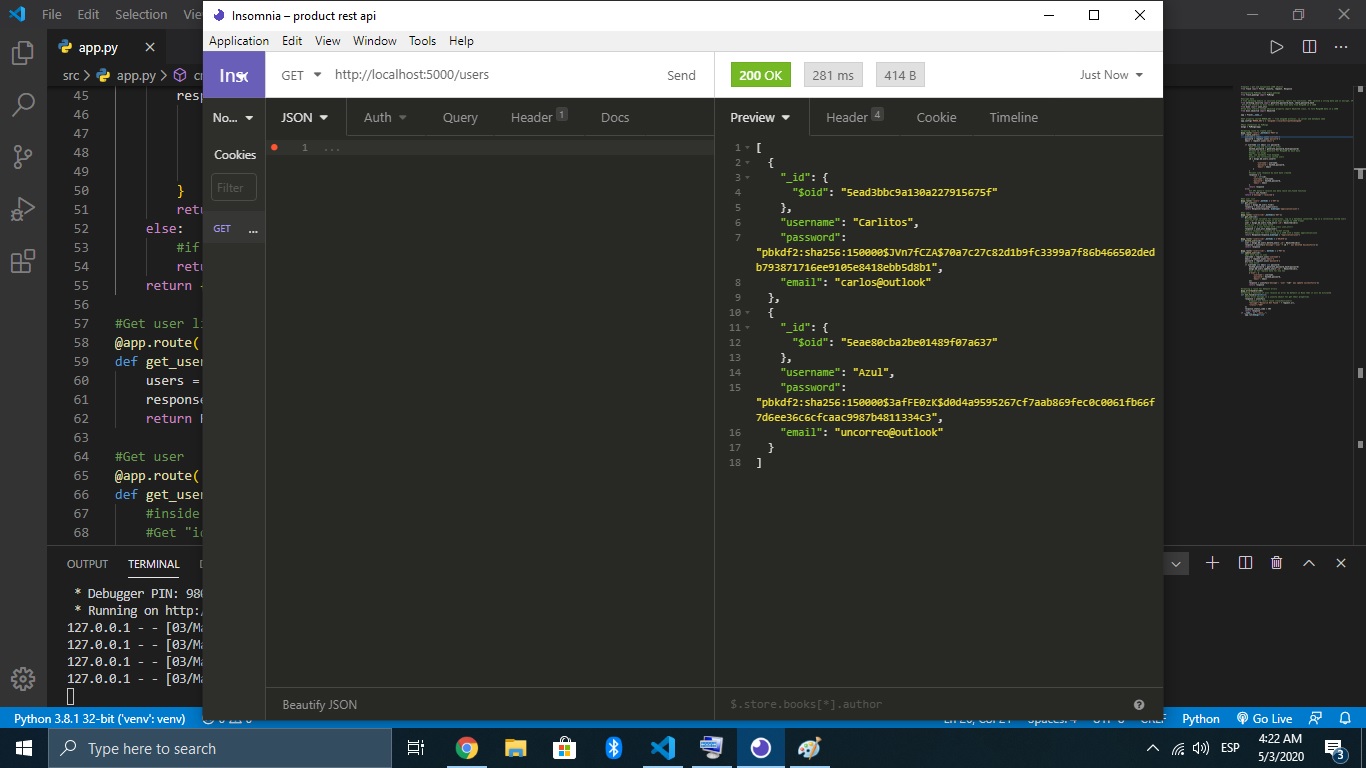 File Edit Selection Vie
Insomnia – product rest api
Application Edit View Window Tools Help
app.py
src > app.py >
GET http://localhost:5000/users Send
200 OK 281 ms 414 B Just Now
No...
JSON Auth Query Header 1 Docs
Preview Header 4 Cookie Timeline
Cookies
Filter
GET ...
1 ...
45 resp
46
47
48
49
50 }
51 retu
52 else:
53 #if
54 retu
55 return
56
57 #Get user li
58 @app.route(
59 def get_user
60 users =
61 response
62 return
63
64 #Get user
65 @app.route(
66 def get_user
67 #inside
68 #Get "id
1 [
2 {
3 "_id": {
4 "$oid": "5ead3bbc9a130a227915675f"
5 },
6 "username": "Carlitos",
7 "password":
"pbkdf2:sha256:150000$JVn7fCZA$70a7c27c82d1b9fc3399a7f86b466502ded
b793871716ee9105e8418ebb5d8b1",
8 "email": "carlos@outlook"
9 },
10 {
11 "_id": {
12 "$oid": "5eae80cba2be01489f07a637"
13 },
14 "username": "Azul",
15 "password":
"pbkdf2:sha256:150000$3afFE0zK$d0d4a9595267cf7aab869fec0c0061fb66f
7d6ee36c6cfcaac9987b4811334c3",
16 "email": "uncorreo@outlook"
17 }
18 ]
OUTPUT TERMINAL
* Debugger PIN: 980
* Running on http:/
127.0.0.1 - - [03/Ma
127.0.0.1 - - [03/Ma
127.0.0.1 - - [03/Ma
127.0.0.1 - - [03/Ma
Beautify JSON
$.store.books[*].author
Python 3.8.1 32-bit ('venv': venv)
Python Go Live
Type here to search
ESP
4:22 AM
5/3/2020
3